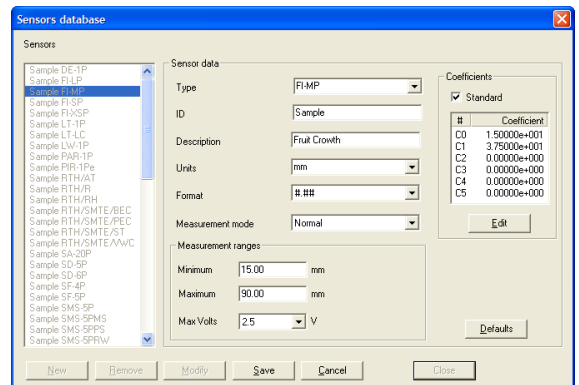 Sensors database
Sensors
Sample DE-1P
Sample FI-LP
Sample FI-MP
Sample FI-SP
Sample FI-XSP
Sample LT-1P
Sample LT-LC
Sample LW-1P
Sample PAR-1P
Sample PIR-1Pe
Sample RTH/AT
Sample RTH/R
Sample RTH/RH
Sample RTH/SMTE/BEC
Sample RTH/SMTE/PEC
Sample RTH/SMTE/ST
Sample RTH/SMTE/VWC
Sample SA-20P
Sample SD-5P
Sample SD-6P
Sample SF-4P
Sample SF-5P
Sample SMS-5P
Sample SMS-5PMS
Sample SMS-5PPS
Sample SMS-5PRW
Sensor data
Type FI-MP
ID Sample
Description Fruit Growth
Units mm
Format #.##
Measurement mode Normal
Measurement ranges
Minimum 15.00 mm
Maximum 90.00 mm
Max Volts 2.5 V
Coefficients
Standard
# Coefficient
C0 1.50000e+001
C1 3.75000e+001
C2 0.00000e+000
C3 0.00000e+000
C4 0.00000e+000
C5 0.00000e+000
Edit
Defaults
New Remove Modify Save Cancel Close